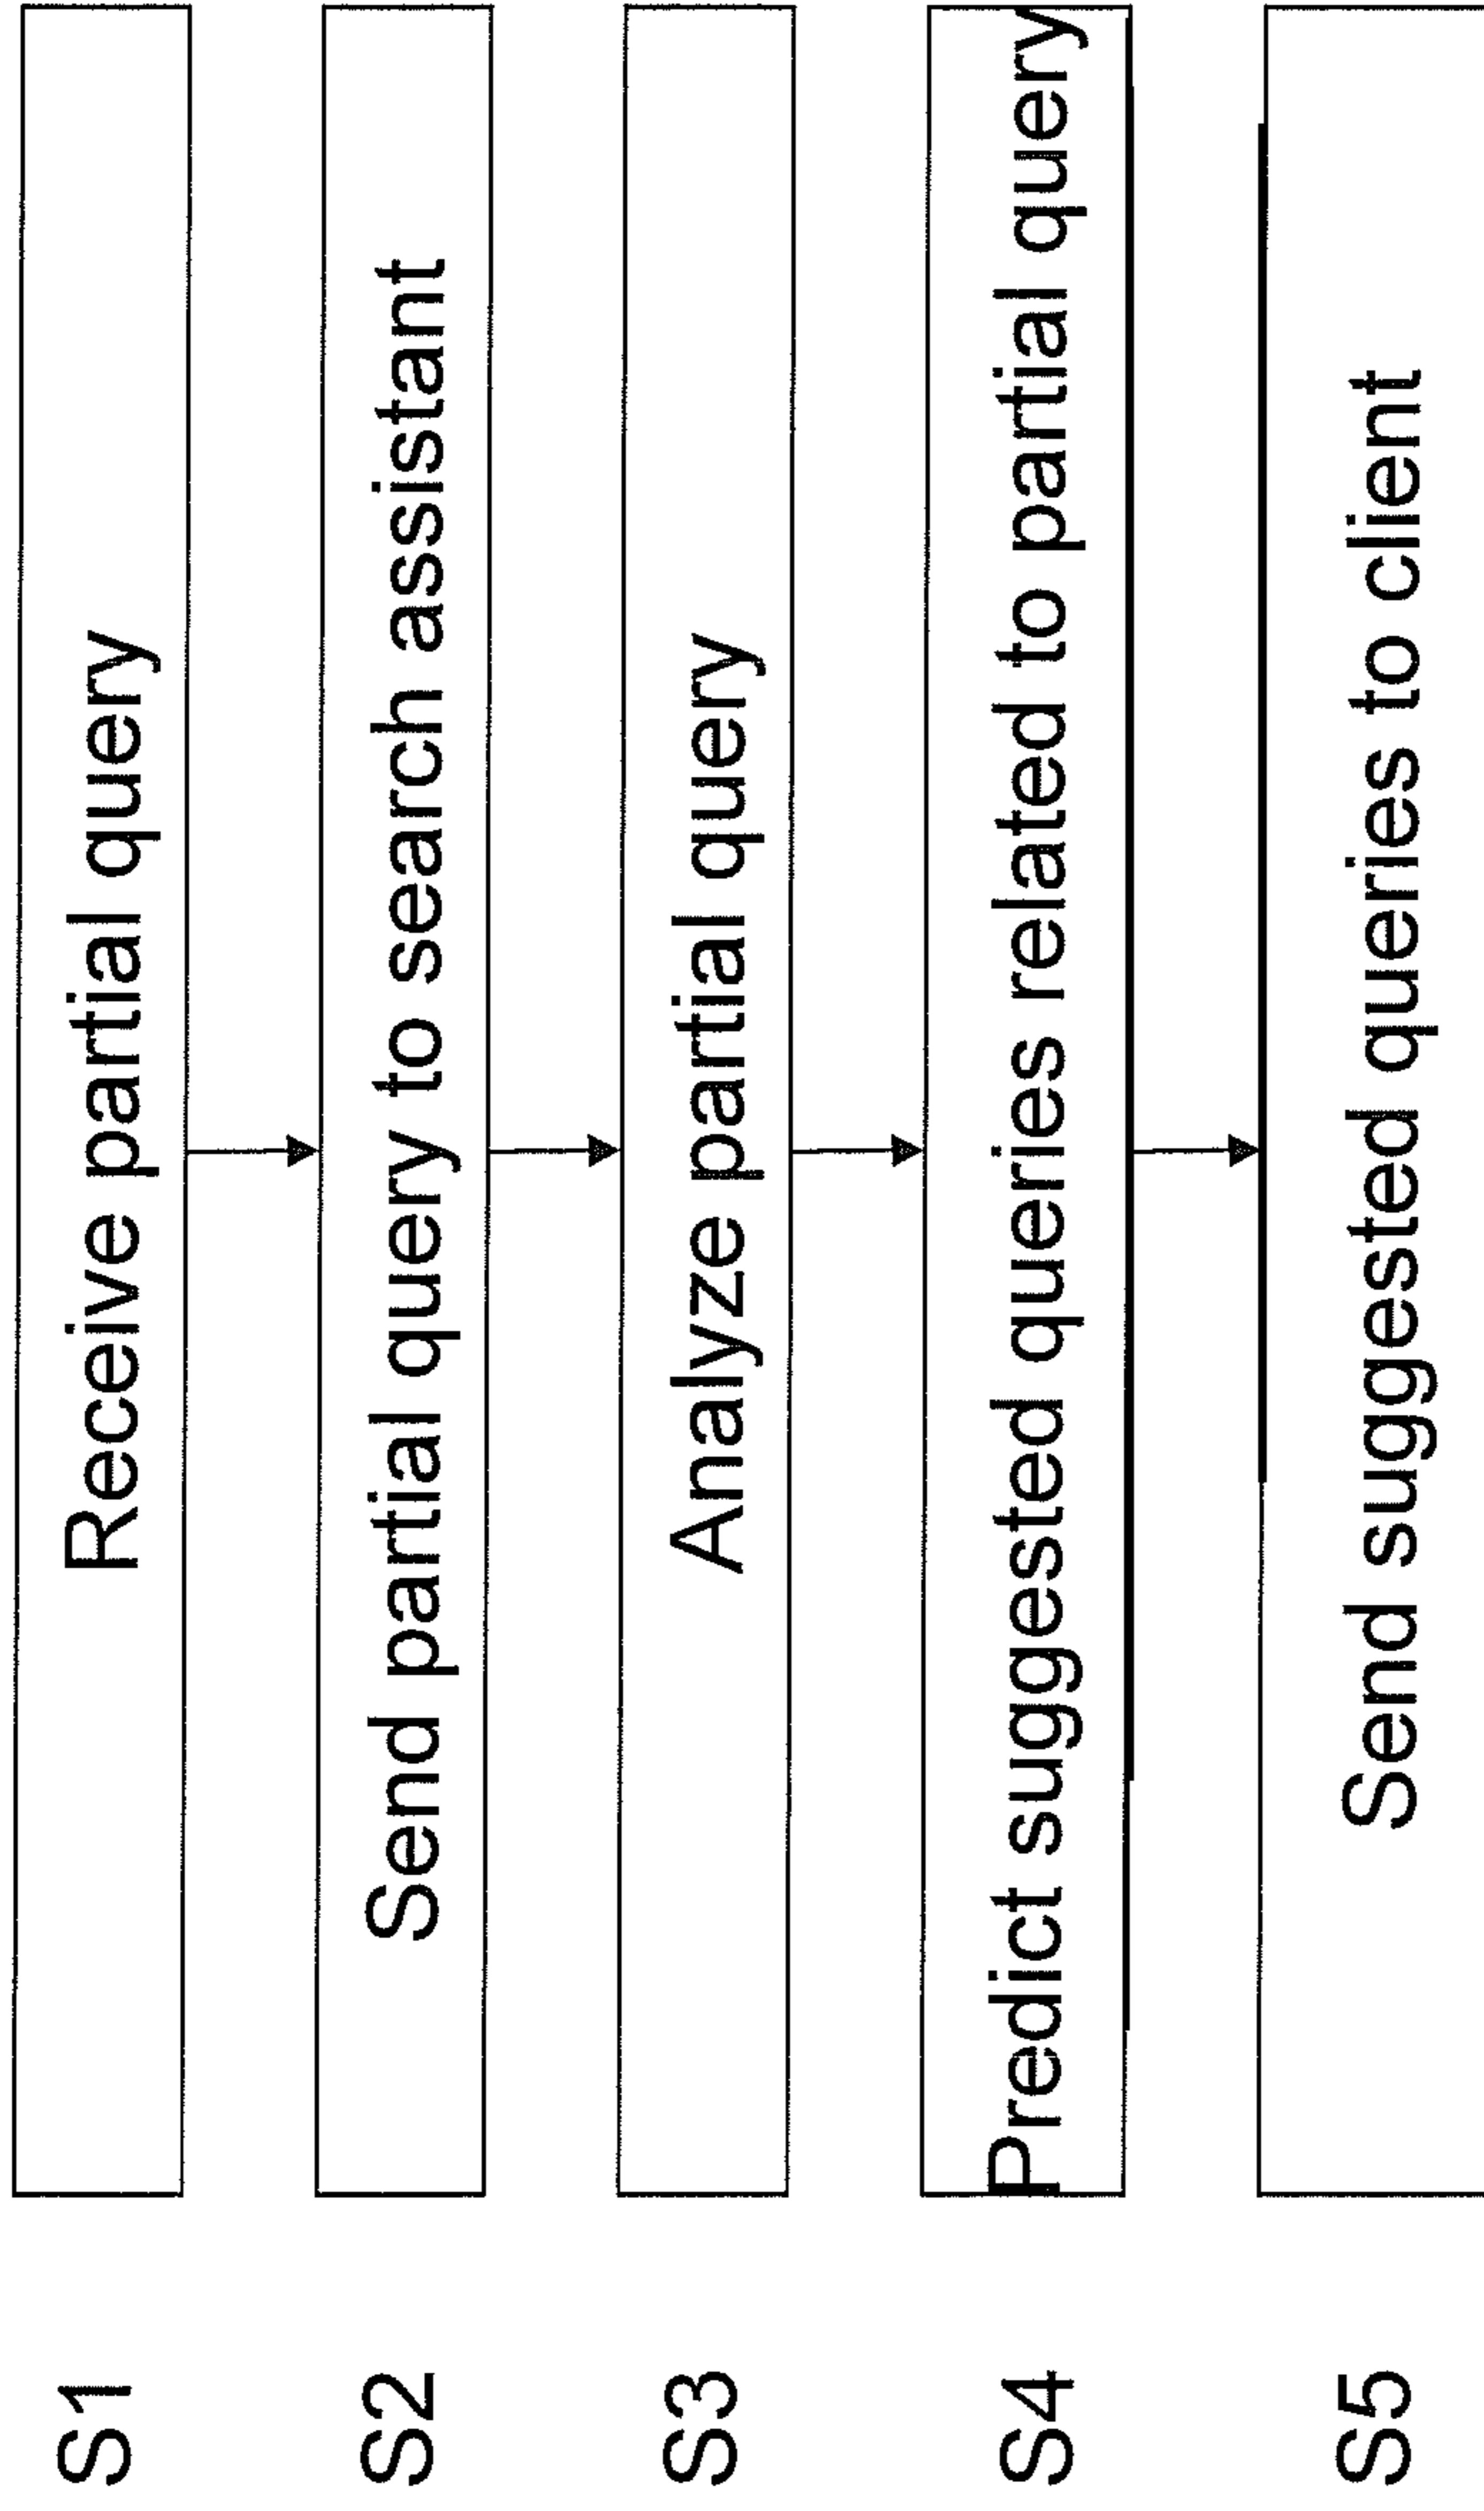 S1 Receive partial query
S2 Send partial query to search assistant
S3 Analyze partial query
S4 Predict suggested queries related to partial query
S5 Send suggested queries to client